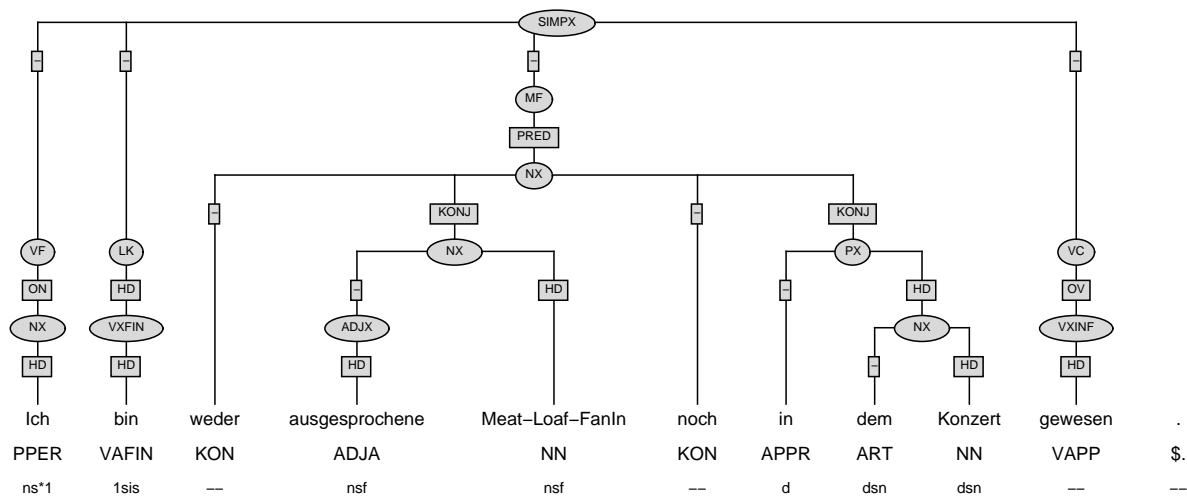 SIMPX
– – – –
MF
PRED
NX
– KONJ – KONJ
VF LK NX PX VC
ON HD – HD – HD OV
NX VXFIN ADJX NX VXINF
HD HD HD – HD HD
Ich bin weder ausgesprochene Meat−Loaf−FanIn noch in dem Konzert gewesen .
PPER VAFIN KON ADJA NN KON APPR ART NN VAPP $.
ns*1 1sis −− nsf nsf −− d dsn dsn −− −−